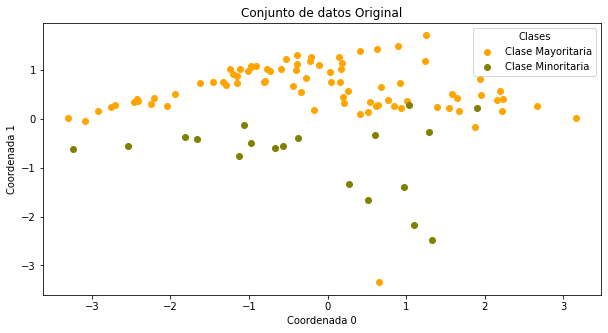 Conjunto de datos Original
Clases
Clase Mayoritaria
Clase Minoritaria
1
0
−1
−2
−3
Coordenada 1
−3
−2
−1
0
1
2
3
Coordenada 0